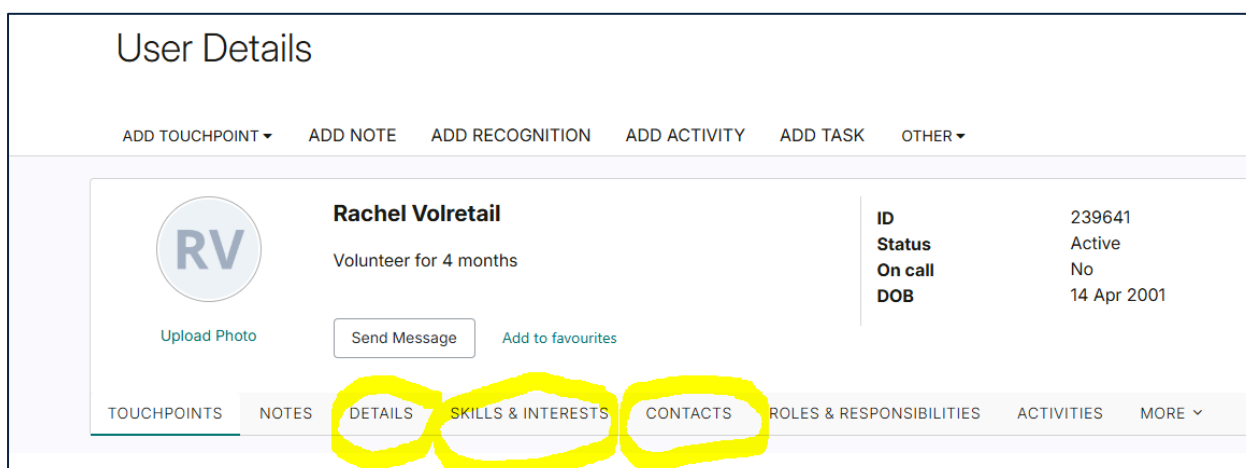 User Details
ADD TOUCHPOINT ADD NOTE ADD RECOGNITION ADD ACTIVITY ADD TASK OTHER
RV
Upload Photo
Rachel Volretail
Volunteer for 4 months
Send Message Add to favourites
ID 239641
Status Active
On call No
DOB 14 Apr 2001
TOUCHPOINTS NOTES DETAILS SKILLS & INTERESTS CONTACTS ROLES & RESPONSIBILITIES ACTIVITIES MORE